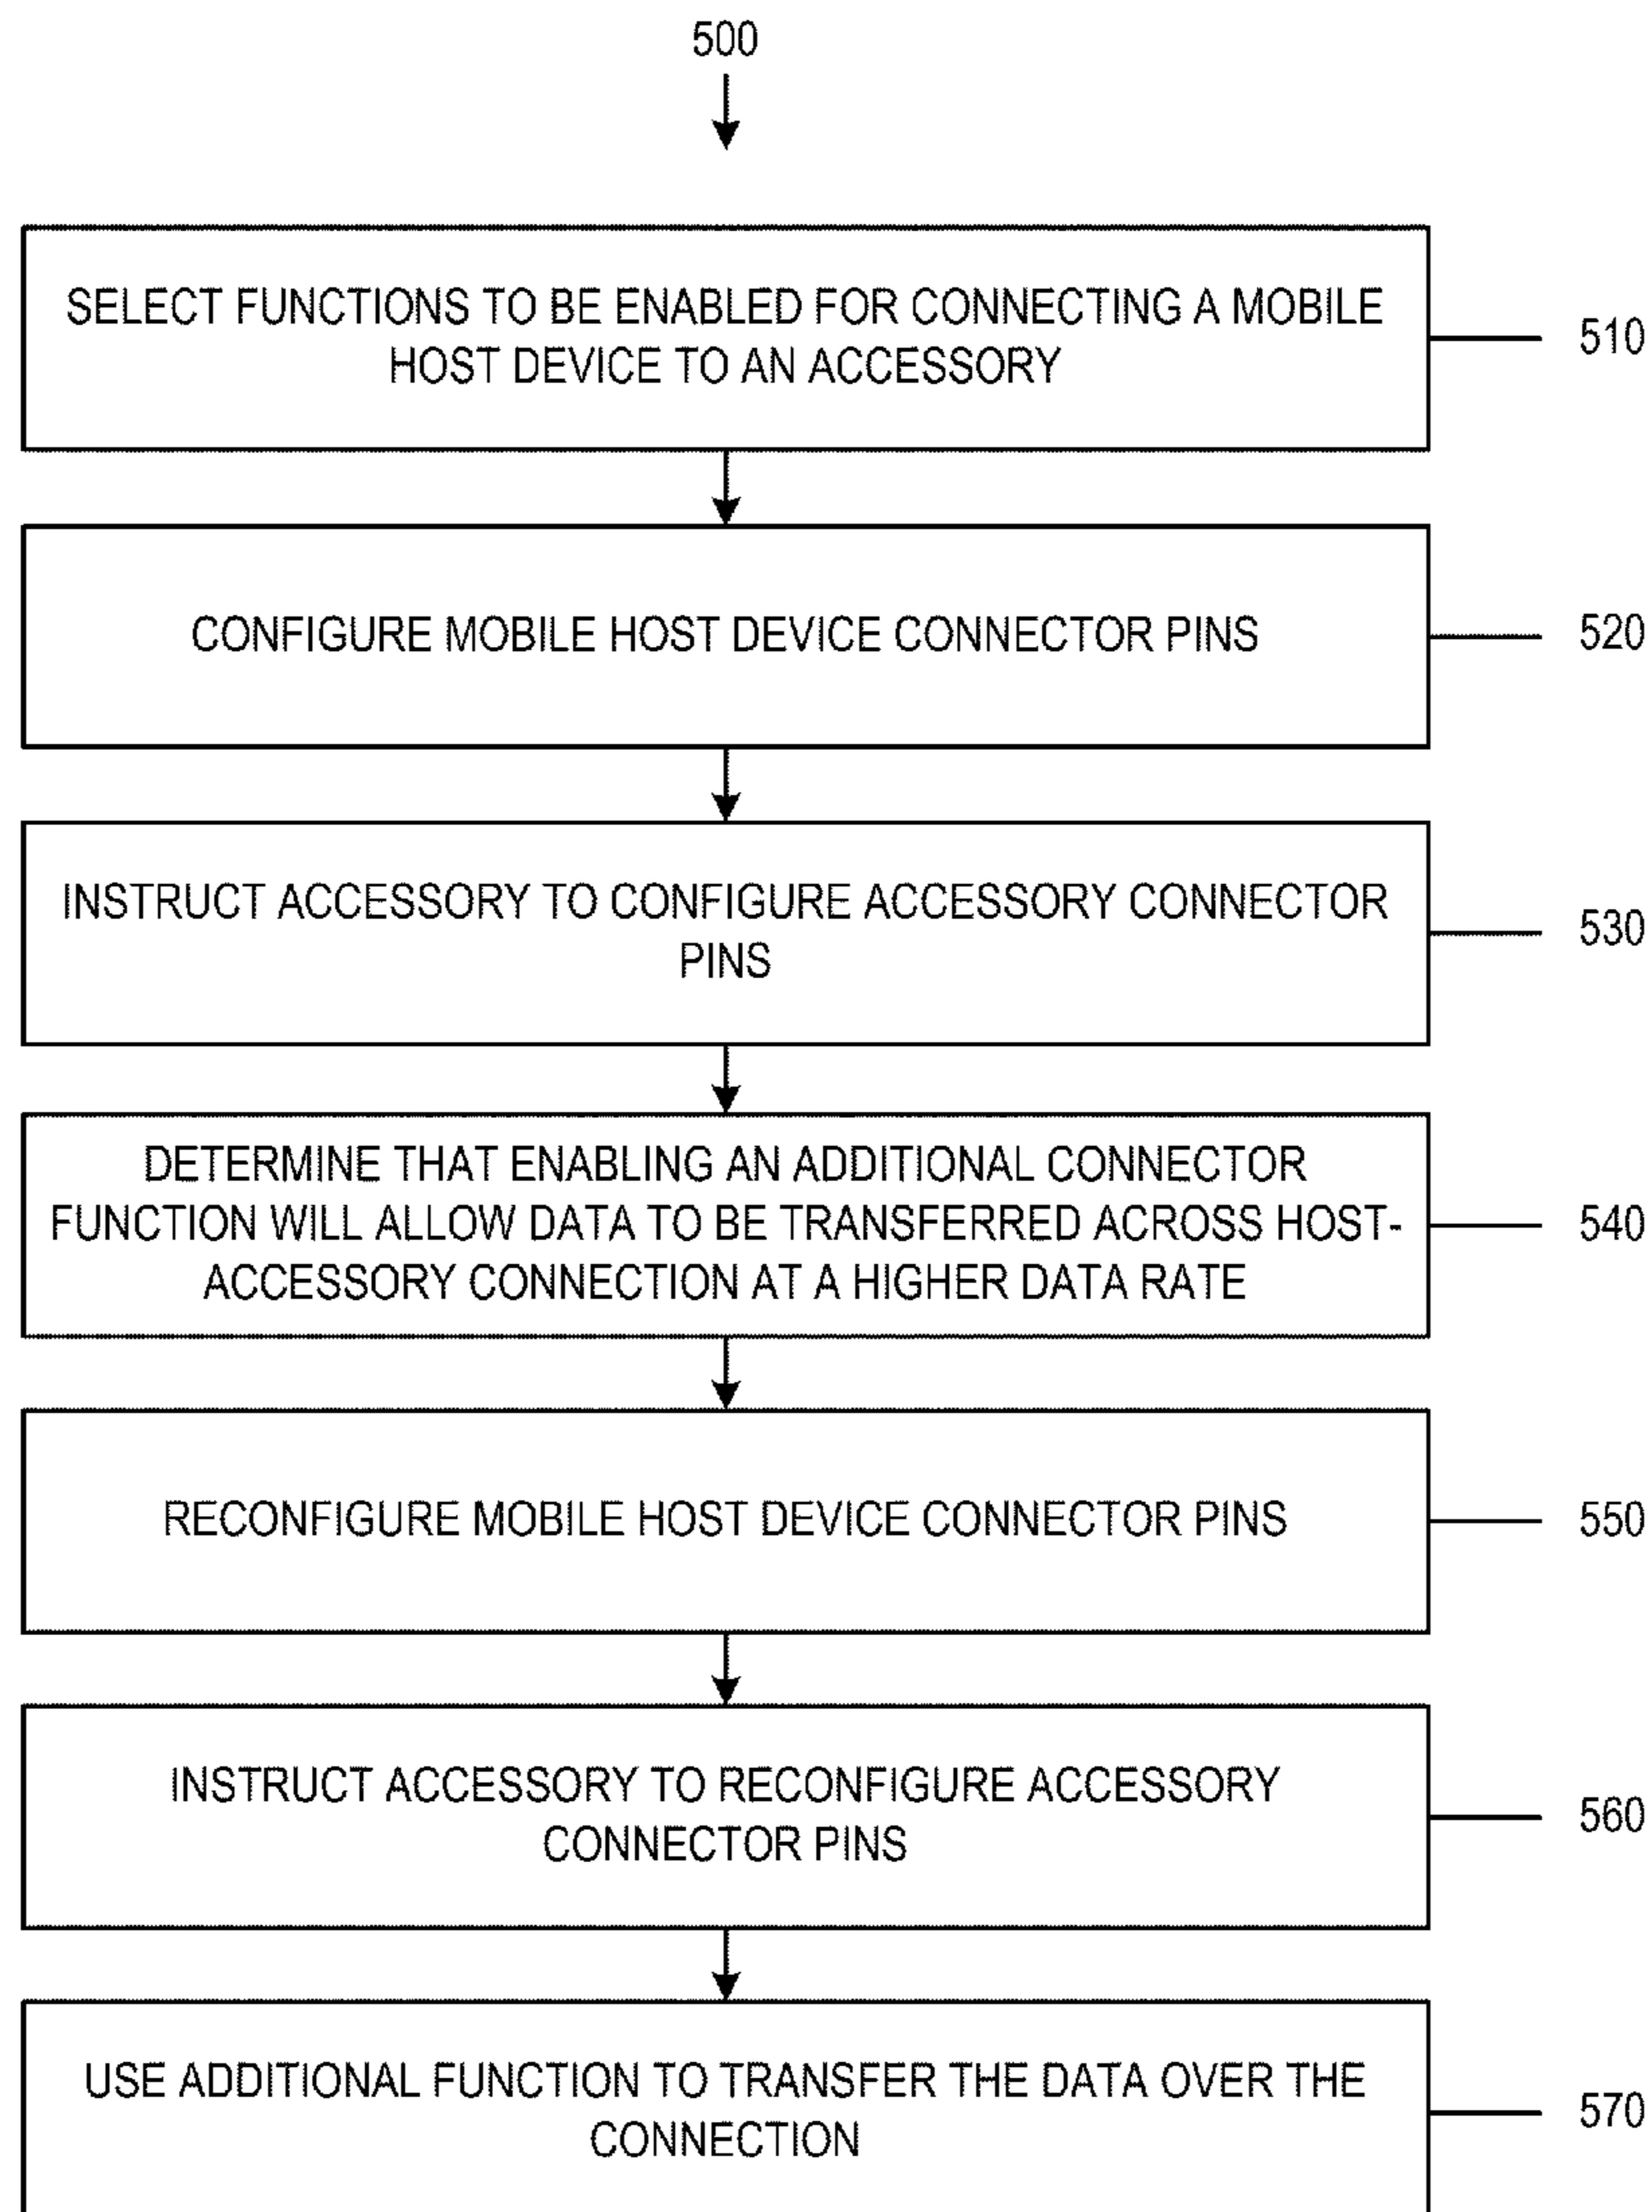 500
SELECT FUNCTIONS TO BE ENABLED FOR CONNECTING A MOBILE
HOST DEVICE TO AN ACCESSORY
510
CONFIGURE MOBILE HOST DEVICE CONNECTOR PINS
520
INSTRUCT ACCESSORY TO CONFIGURE ACCESSORY CONNECTOR
PINS
530
DETERMINE THAT ENABLING AN ADDITIONAL CONNECTOR
FUNCTION WILL ALLOW DATA TO BE TRANSFERRED ACROSS HOST-
ACCESSORY CONNECTION AT A HIGHER DATA RATE
540
RECONFIGURE MOBILE HOST DEVICE CONNECTOR PINS
550
INSTRUCT ACCESSORY TO RECONFIGURE ACCESSORY
CONNECTOR PINS
560
USE ADDITIONAL FUNCTION TO TRANSFER THE DATA OVER THE
CONNECTION
570